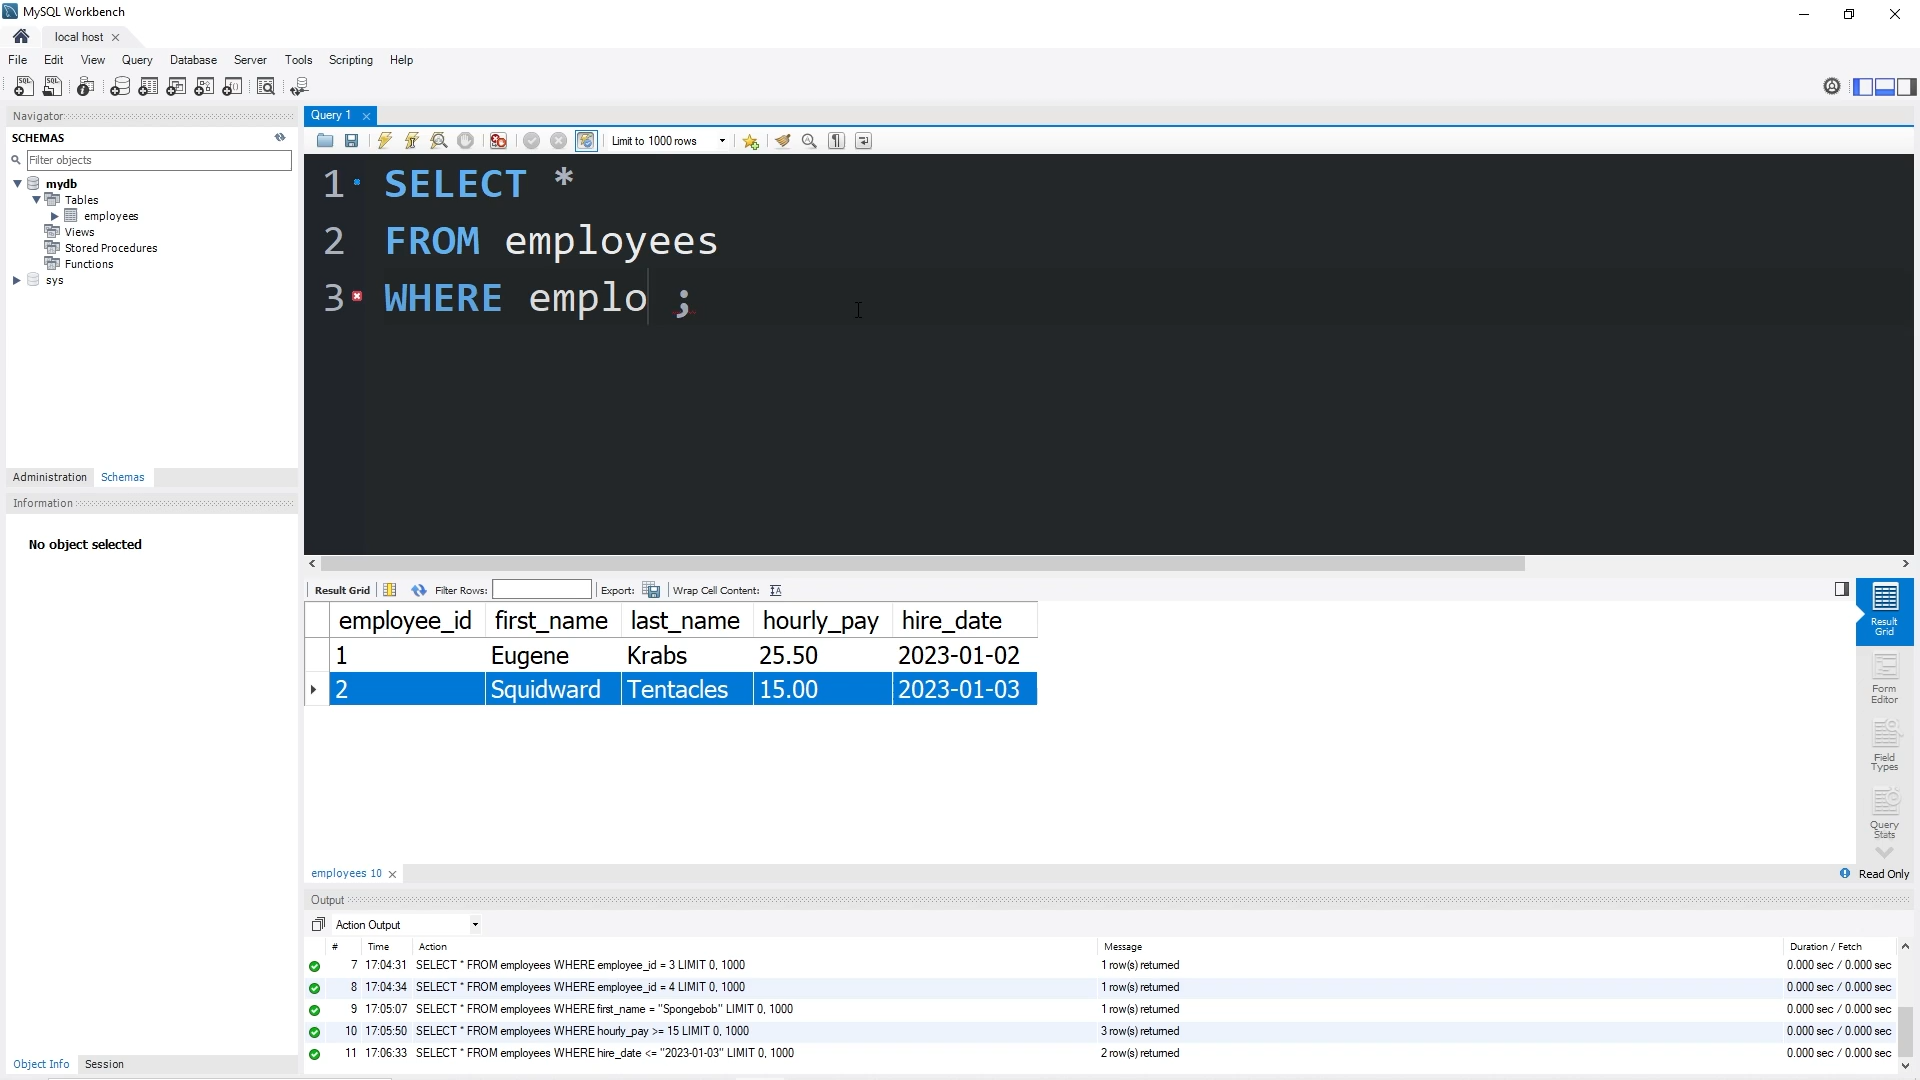 MySQL Workbench
local host
File Edit View Query Database Server Tools Scripting Help
Navigator
SCHEMAS
Filter objects
mydb
Tables
employees
Views
Stored Procedures
Functions
sys
Administration Schemas
Information
No object selected
Object Info Session
Query 1
Limit to 1000 rows
1 SELECT *
2 FROM employees
3 WHERE emplo ;
Result Grid Filter Rows: Export: Wrap Cell Content:
employee_id first_name last_name hourly_pay hire_date
1 Eugene Krabs 25.50 2023-01-02
2 Squidward Tentacles 15.00 2023-01-03
Result
Grid
Form
Editor
Field
Types
Query
Stats
employees 10
Read Only
Output
Action Output
# Time Action Message Duration / Fetch
7 17:04:31 SELECT * FROM employees WHERE employee_id = 3 LIMIT 0, 1000 1 row(s) returned 0.000 sec / 0.000 sec
8 17:04:34 SELECT * FROM employees WHERE employee_id = 4 LIMIT 0, 1000 1 row(s) returned 0.000 sec / 0.000 sec
9 17:05:07 SELECT * FROM employees WHERE first_name = "Spongebob" LIMIT 0, 1000 1 row(s) returned 0.000 sec / 0.000 sec
10 17:05:50 SELECT * FROM employees WHERE hourly_pay >= 15 LIMIT 0, 1000 3 row(s) returned 0.000 sec / 0.000 sec
11 17:06:33 SELECT * FROM employees WHERE hire_date <= "2023-01-03" LIMIT 0, 1000 2 row(s) returned 0.000 sec / 0.000 sec